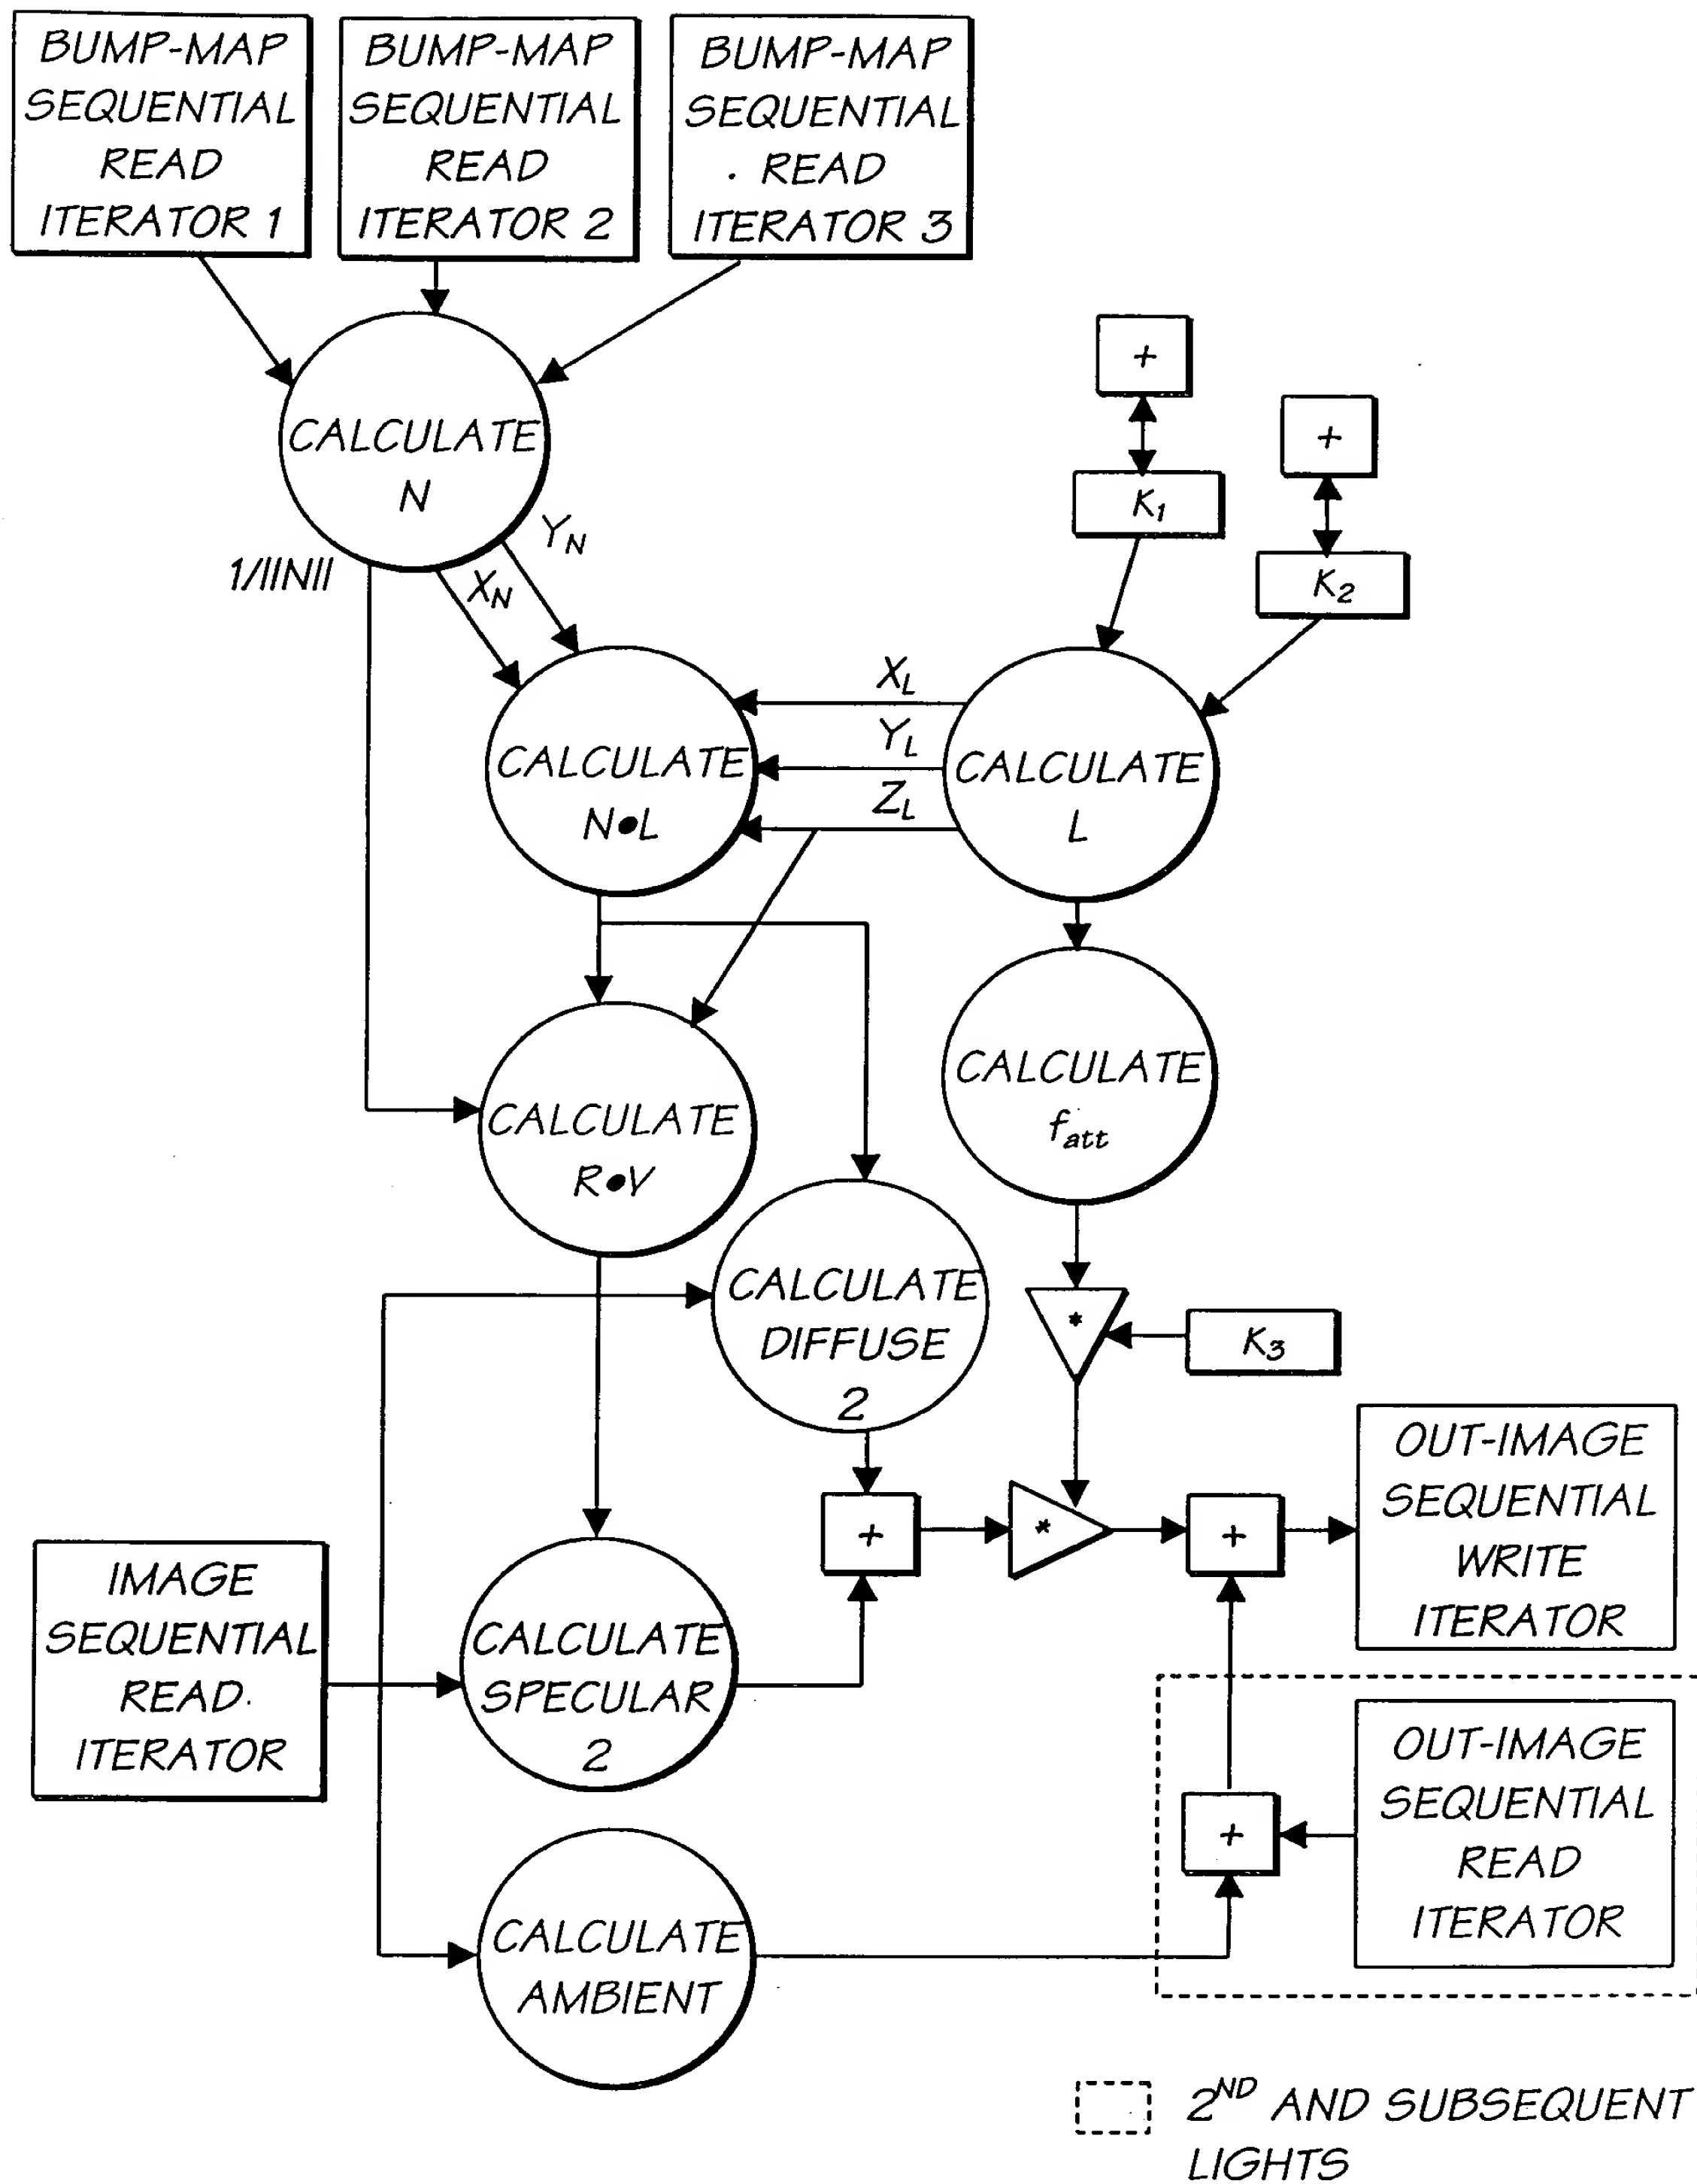 BUMP-MAP
SEQUENTIAL
READ
ITERATOR 1
BUMP-MAP
SEQUENTIAL
READ
ITERATOR 2
BUMP-MAP
SEQUENTIAL
READ
ITERATOR 3
CALCULATE
N
+
K1
+
K2
1/||N||
XN
YN
CALCULATE
N•L
XL
YL
ZL
CALCULATE
L
CALCULATE
R•V
CALCULATE
fatt
CALCULATE
DIFFUSE
2
*
K3
IMAGE
SEQUENTIAL
READ
ITERATOR
CALCULATE
SPECULAR
2
+
*
+
OUT-IMAGE
SEQUENTIAL
WRITE
ITERATOR
+
OUT-IMAGE
SEQUENTIAL
READ
ITERATOR
CALCULATE
AMBIENT
2ND AND SUBSEQUENT
LIGHTS